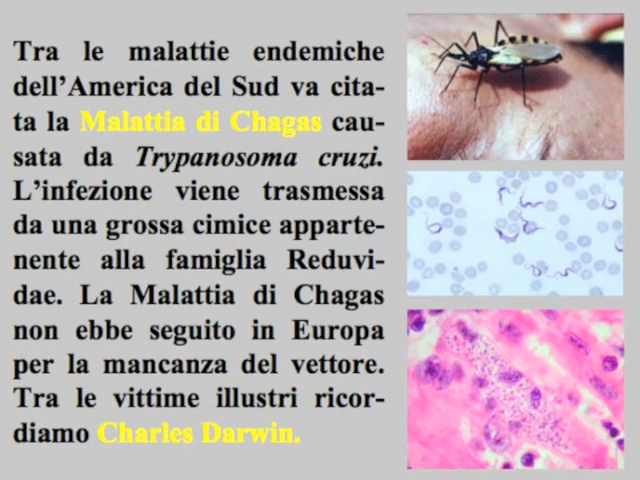 Tra le malattie endemiche
dell’America del Sud va cita-
ta la Malattia di Chagas cau-
sata da Trypanosoma cruzi.
L’infezione viene trasmessa
da una grossa cimice apparte-
nente alla famiglia Reduvi-
dae. La Malattia di Chagas
non ebbe seguito in Europa
per la mancanza del vettore.
Tra le vittime illustri ricor-
diamo Charles Darwin.